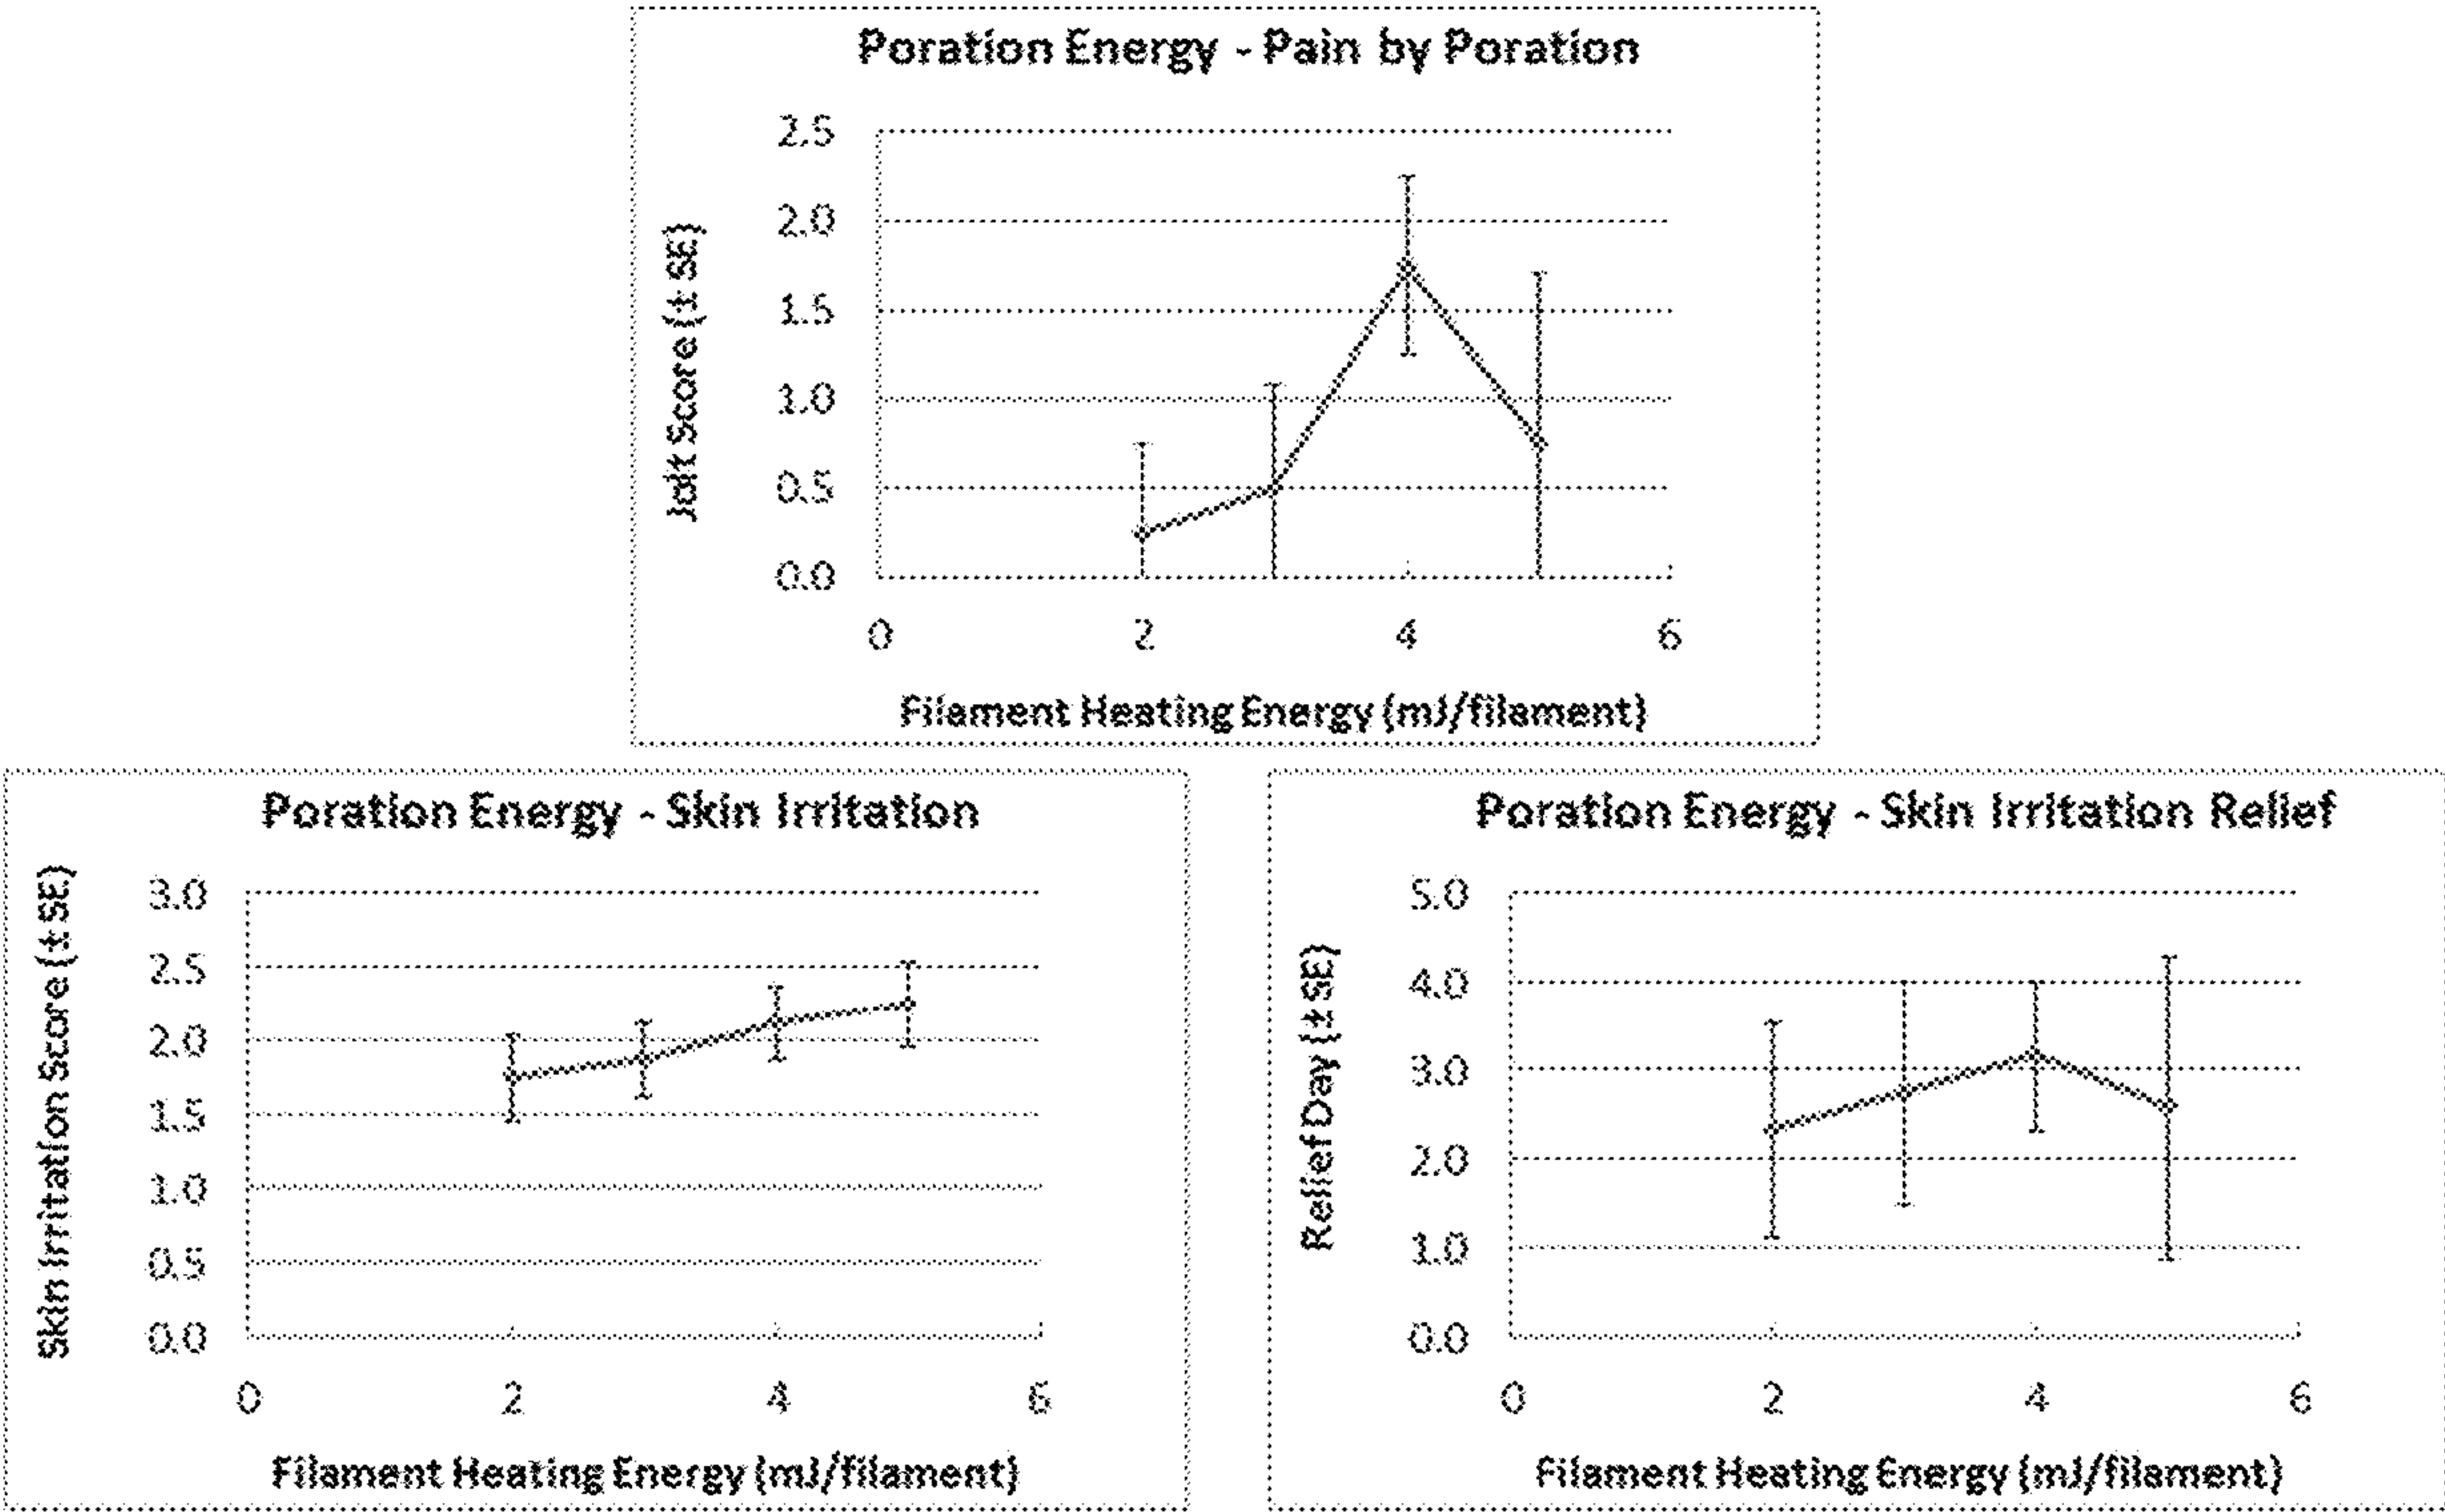 Poration Energy - Pain by Poration
Jolt Score (± SE)
2.5
2.0
1.5
1.0
0.5
0.0
0 2 4 6
Filament Heating Energy (mJ/filament)
Poration Energy - Skin Irritation
Skin Irritation Score (± SE)
3.0
2.5
2.0
1.5
1.0
0.5
0.0
0 2 4 6
Filament Heating Energy (mJ/filament)
Poration Energy - Skin Irritation Relief
Relief Day (± SE)
5.0
4.0
3.0
2.0
1.0
0.0
0 2 4 6
Filament Heating Energy (mJ/filament)